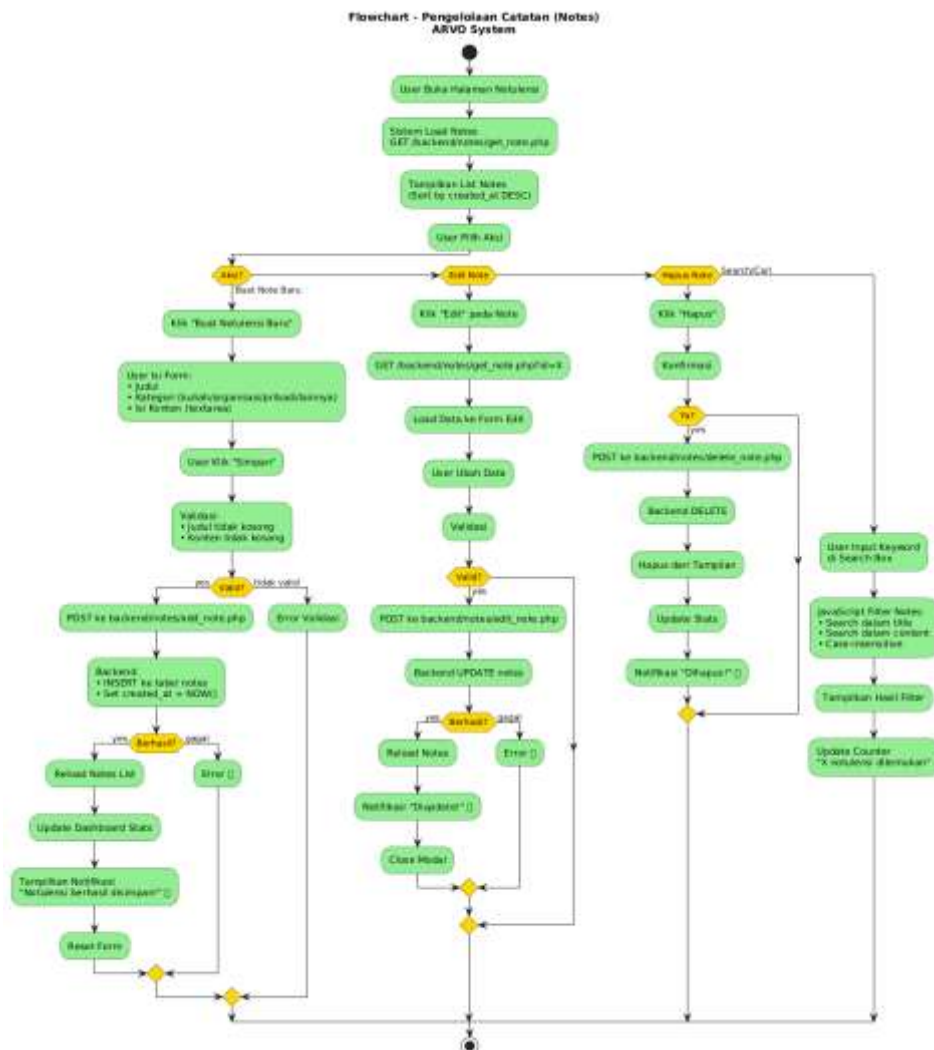 Flowchart - Pengelolaan Catatan (Notes)
ARVO System
User Buka Halaman Notulensi
Sistem Load Notes
GET /backend/notes/get_note.php
Tampilkan List Notes
(Sort by created_at DESC)
User Pilih Aksi
Aksi?
Buat Note Baru
Edit Note
Hapus Note
Search/Cari
Klik "Buat Notulensi Baru"
User Isi Form:
• Judul
• Kategori (kuliah/organisasi/pribadi/lainnya)
• Isi Konten (textarea)
User Klik "Simpan"
Validasi:
• Judul tidak kosong
• Konten tidak kosong
Valid?
yes
tidak valid
POST ke backend/notes/add_note.php
Error Validasi
Backend:
• INSERT ke tabel notes
• Set created_at = NOW()
Berhasil?
yes
gagal
Reload Notes List
Error
Update Dashboard Stats
Tampilkan Notifikasi
"Notulensi berhasil disimpan!"
Reset Form
Klik "Edit" pada Note
GET /backend/notes/get_note.php?id=X
Load Data ke Form Edit
User Ubah Data
Validasi
Valid?
yes
POST ke backend/notes/edit_note.php
Backend UPDATE notes
Berhasil?
yes
gagal
Reload Notes
Error
Notifikasi "Diupdate!"
Close Modal
Klik "Hapus"
Konfirmasi
Ya?
yes
POST ke backend/notes/delete_note.php
Backend DELETE
Hapus dari Tampilan
Update Stats
Notifikasi "Dihapus!"
User Input Keyword
di Search Box
JavaScript Filter Notes
• Search dalam title
• Search dalam content
• Case-insensitive
Tampilkan Hasil Filter
Update Counter
"X notulensi ditemukan"